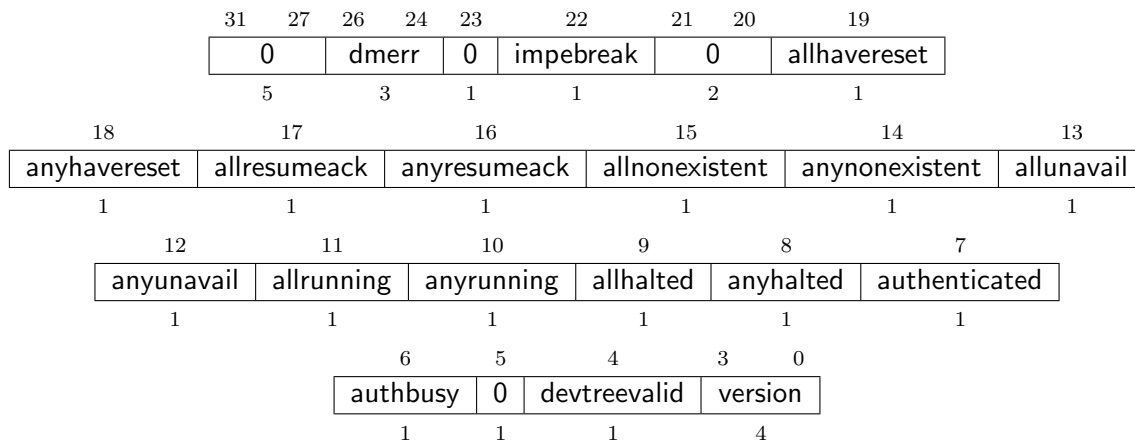 31 27 26 24 23 22 21 20 19
0 dmerr 0 impebreak 0 allhavereset
5 3 1 1 2 1
18 17 16 15 14 13
anyhavereset allresumeack anyresumeack allnonexistent anynonexistent allunavail
1 1 1 1 1 1
12 11 10 9 8 7
anyunavail allrunning anyrunning allhalted anyhalted authenticated
1 1 1 1 1 1
6 5 4 3 0
authbusy 0 devtreevalid version
1 1 1 4